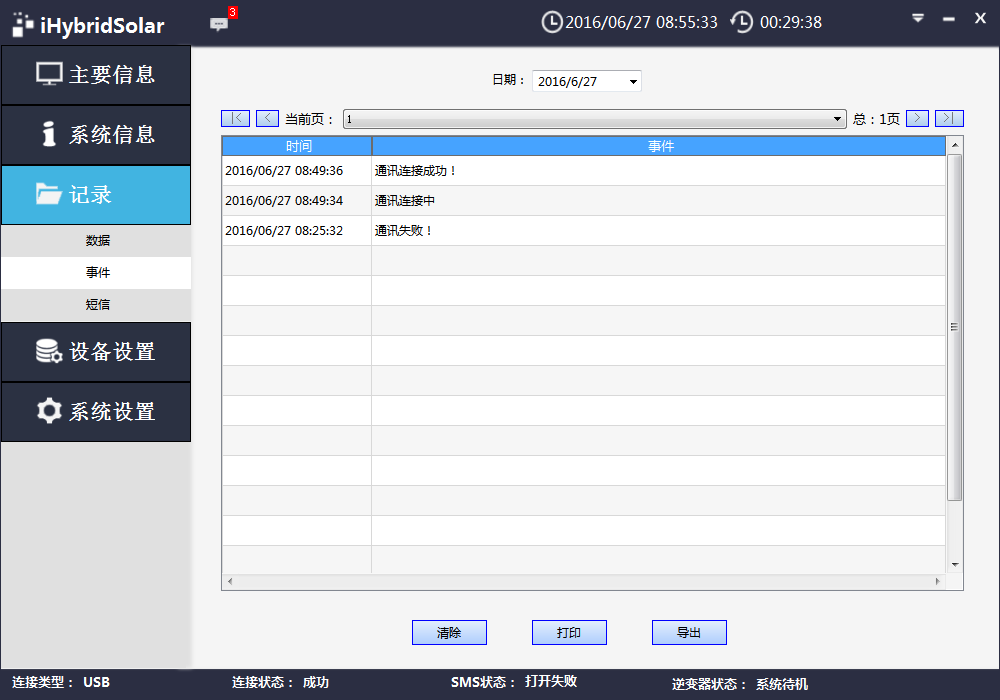 iHybridSolar 3 2016/06/27 08:55:33 00:29:38 X
主要信息
系统信息
记录
数据
事件
短信
设备设置
系统设置
日期： 2016/6/27
当前页： 1 总：1页
时间 事件
2016/06/27 08:49:36 通讯连接成功！
2016/06/27 08:49:34 通讯连接中
2016/06/27 08:25:32 通讯失败！
清除 打印 导出
连接类型： USB 连接状态： 成功 SMS状态： 打开失败 逆变器状态： 系统待机